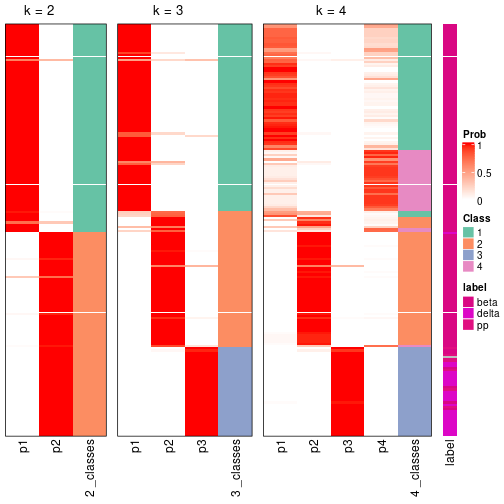 k = 2
k = 3
k = 4
Prob
1
0.5
0
Class
1
2
3
4
label
beta
delta
pp
p1
p2
2_classes
p1
p2
p3
3_classes
p1
p2
p3
p4
4_classes
label